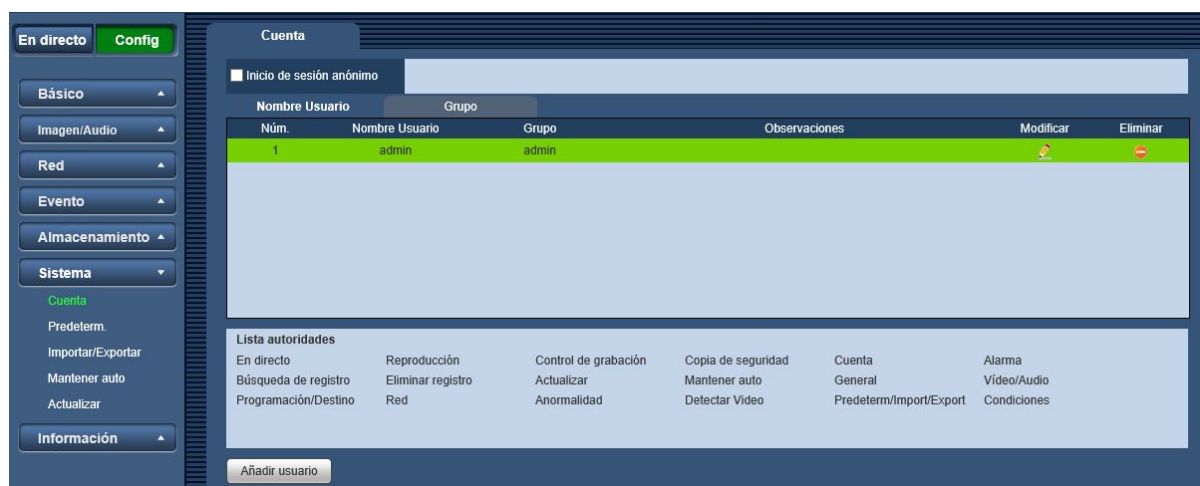 En directo Config
Básico
Imagen/Audio
Red
Evento
Almacenamiento
Sistema
Cuenta
Predeterm.
Importar/Exportar
Mantener auto
Actualizar
Información
Cuenta
Inicio de sesión anónimo
Nombre Usuario Grupo
Núm. Nombre Usuario Grupo Observaciones Modificar Eliminar
1 admin admin
Lista autoridades
En directo Reproducción Control de grabación Copia de seguridad Cuenta Alarma
Búsqueda de registro Eliminar registro Actualizar Mantener auto General Vídeo/Audio
Programación/Destino Red Anormalidad Detectar Video Predeterm/Import/Export Condiciones
Añadir usuario